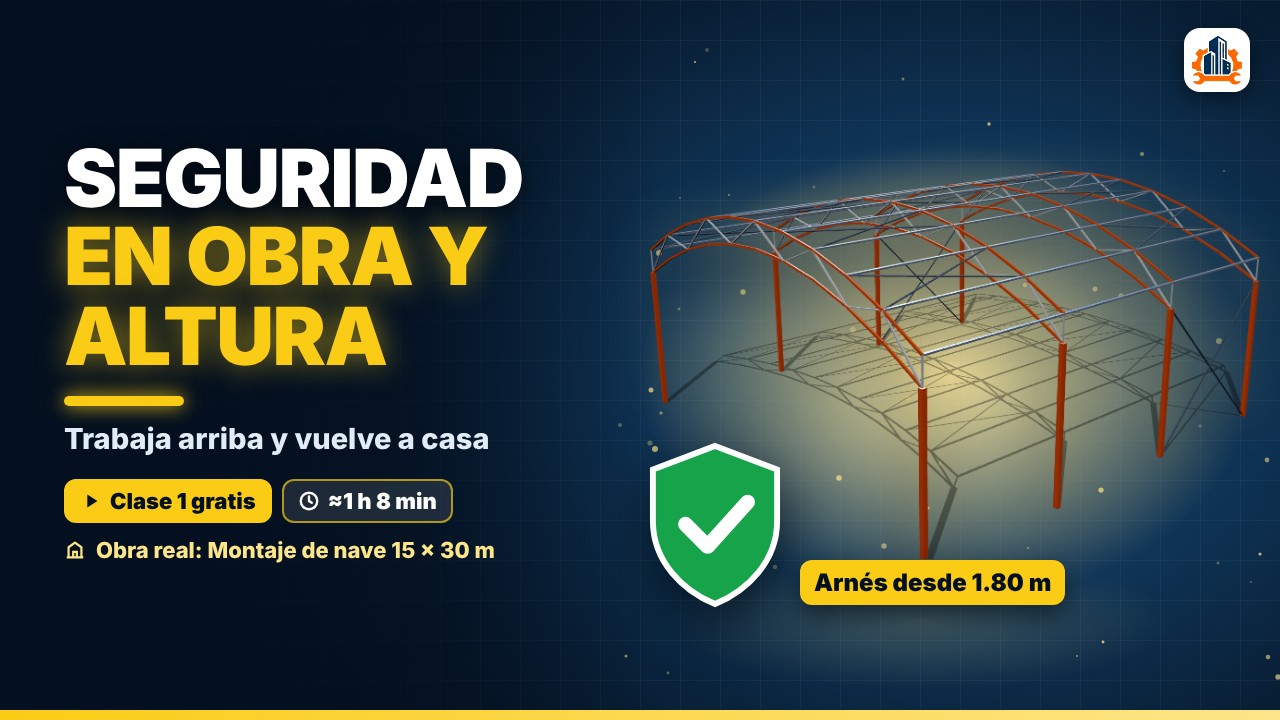 SEGURIDAD
EN OBRA Y
ALTURA
Trabaja arriba y vuelve a casa
Clase 1 gratis
≈1 h 8 min
Obra real: Montaje de nave 15 × 30 m
Arnés desde 1.80 m